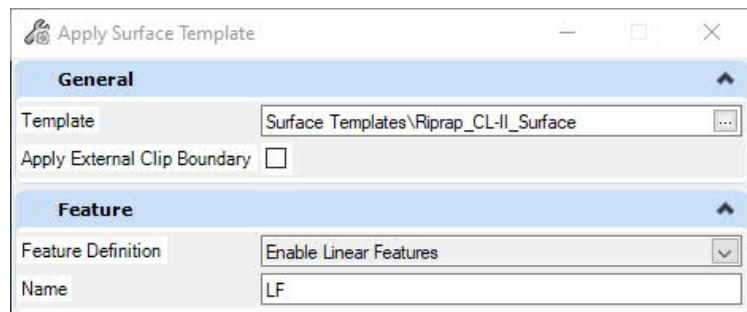 Apply Surface Template
General
Template Surface Templates\Riprap_CL-II_Surface ...
Apply External Clip Boundary
Feature
Feature Definition Enable Linear Features
Name LF